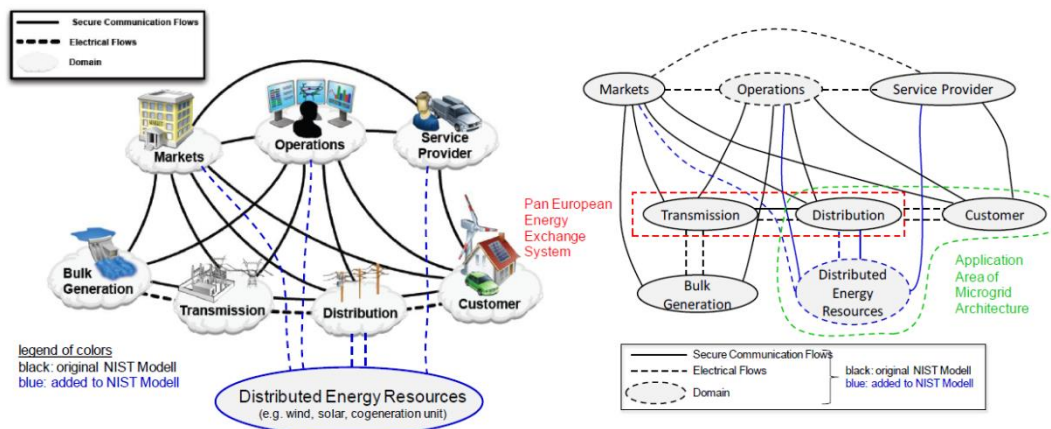 Secure Communication Flows
Electrical Flows
Domain
Markets
Operations
Service
Provider
Bulk
Generation
Transmission
Distribution
Customer
legend of colors
black: original NIST Modell
blue: added to NIST Modell
Distributed Energy Resources
(e.g. wind, solar, cogeneration unit)
Markets
Operations
Service Provider
Pan European
Energy
Exchange
System
Transmission
Distribution
Customer
Bulk
Generation
Distributed
Energy
Resources
Application
Area of
Microgrid
Architecture
Secure Communication Flows
Electrical Flows
Domain
black: original NIST Modell
blue: added to NIST Modell